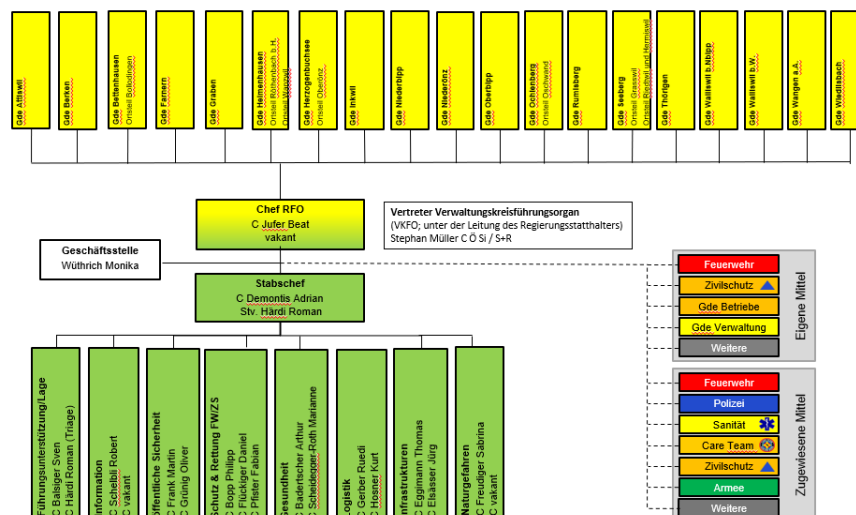 Gde Attiswil
Gde Berken
Gde Bettenhausen
Ortsteil Bollodingen
Gde Farnern
Gde Graben
Gde Heimenhausen
Ortsteil Röthenbach b.H.
Ortsteil Wanzwil
Gde Herzogenbuchsee
Ortsteil Oberönz
Gde Inkwil
Gde Niederbipp
Gde Niederönz
Gde Oberbipp
Gde Ochlenberg
Ortsteil Oschwand
Gde Rumisberg
Gde Seeberg
Ortsteil Grasswil
Ortsteil Riedtwil und Hermiswil
Gde Thörigen
Gde Walliswil b.Nbipp
Gde Walliswil b.W.
Gde Wangen a.A.
Gde Wiedlisbach
Chef RFO
C Jufer Beat
vakant
Vertreter Verwaltungskreisführungsorgan
(VKFO; unter der Leitung des Regierungsstatthalters)
Stephan Müller C Ö Si / S+R
Geschäftsstelle
Wüthrich Monika
Stabschef
C Demontis Adrian
Stv. Härdi Roman
Führungsunterstützung/Lage
C Balsiger Sven
C Härdi Roman (Triage)
Information
C Scheibli Robert
C vakant
Öffentliche Sicherheit
C Frank Martin
C Grünig Oliver
Schutz & Rettung FW/ZS
C Bopp Philipp
C Flückiger Daniel
C Pfister Fabian
Gesundheit
C Badertscher Arthur
C Scheidegger-Roth Marianne
Logistik
C Gerber Ruedi
C Hosner Kurt
Infrastrukturen
C Eggimann Thomas
C Elsässer Jürg
Naturgefahren
C Freudiger Sabrina
C vakant
Feuerwehr
Zivilschutz
Gde Betriebe
Gde Verwaltung
Weitere
Eigene Mittel
Feuerwehr
Polizei
Sanität
Care Team
Zivilschutz
Armee
Weitere
Zugewiesene Mittel